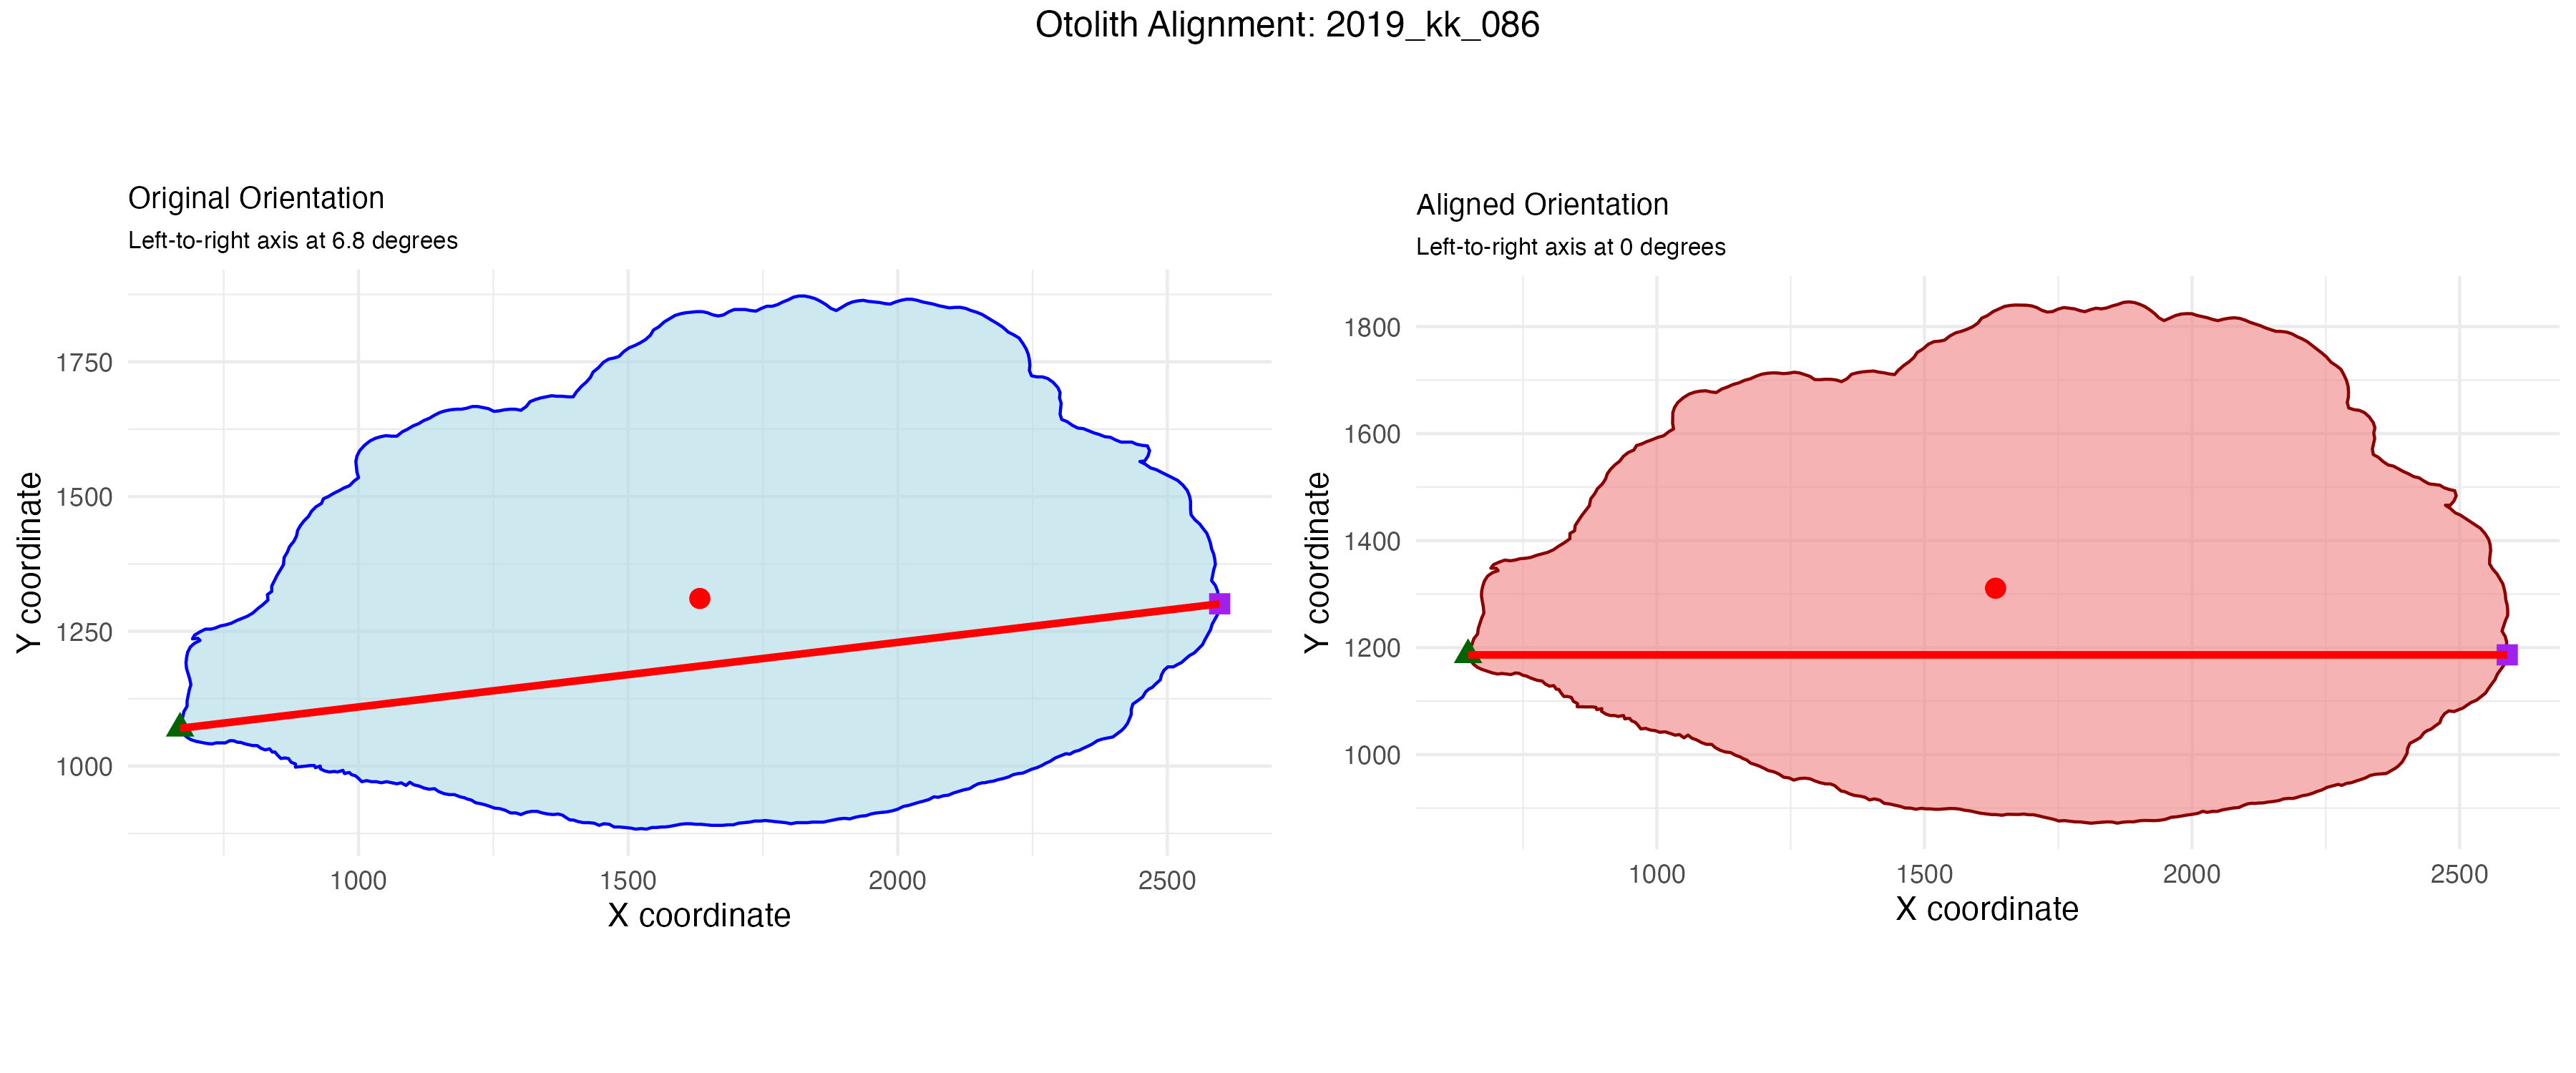 Otolith Alignment: 2019_kk_086
Original Orientation
Left-to-right axis at 6.8 degrees
Y coordinate
1750
1500
1250
1000
1000 1500 2000 2500
X coordinate
Aligned Orientation
Left-to-right axis at 0 degrees
Y coordinate
1800
1600
1400
1200
1000
1000 1500 2000 2500
X coordinate